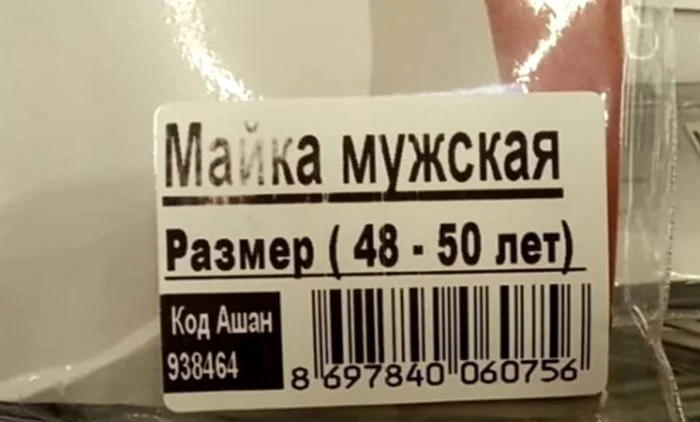 Майка мужская
Размер ( 48 - 50 лет)
Код Ашан
938464
8 697840 060756